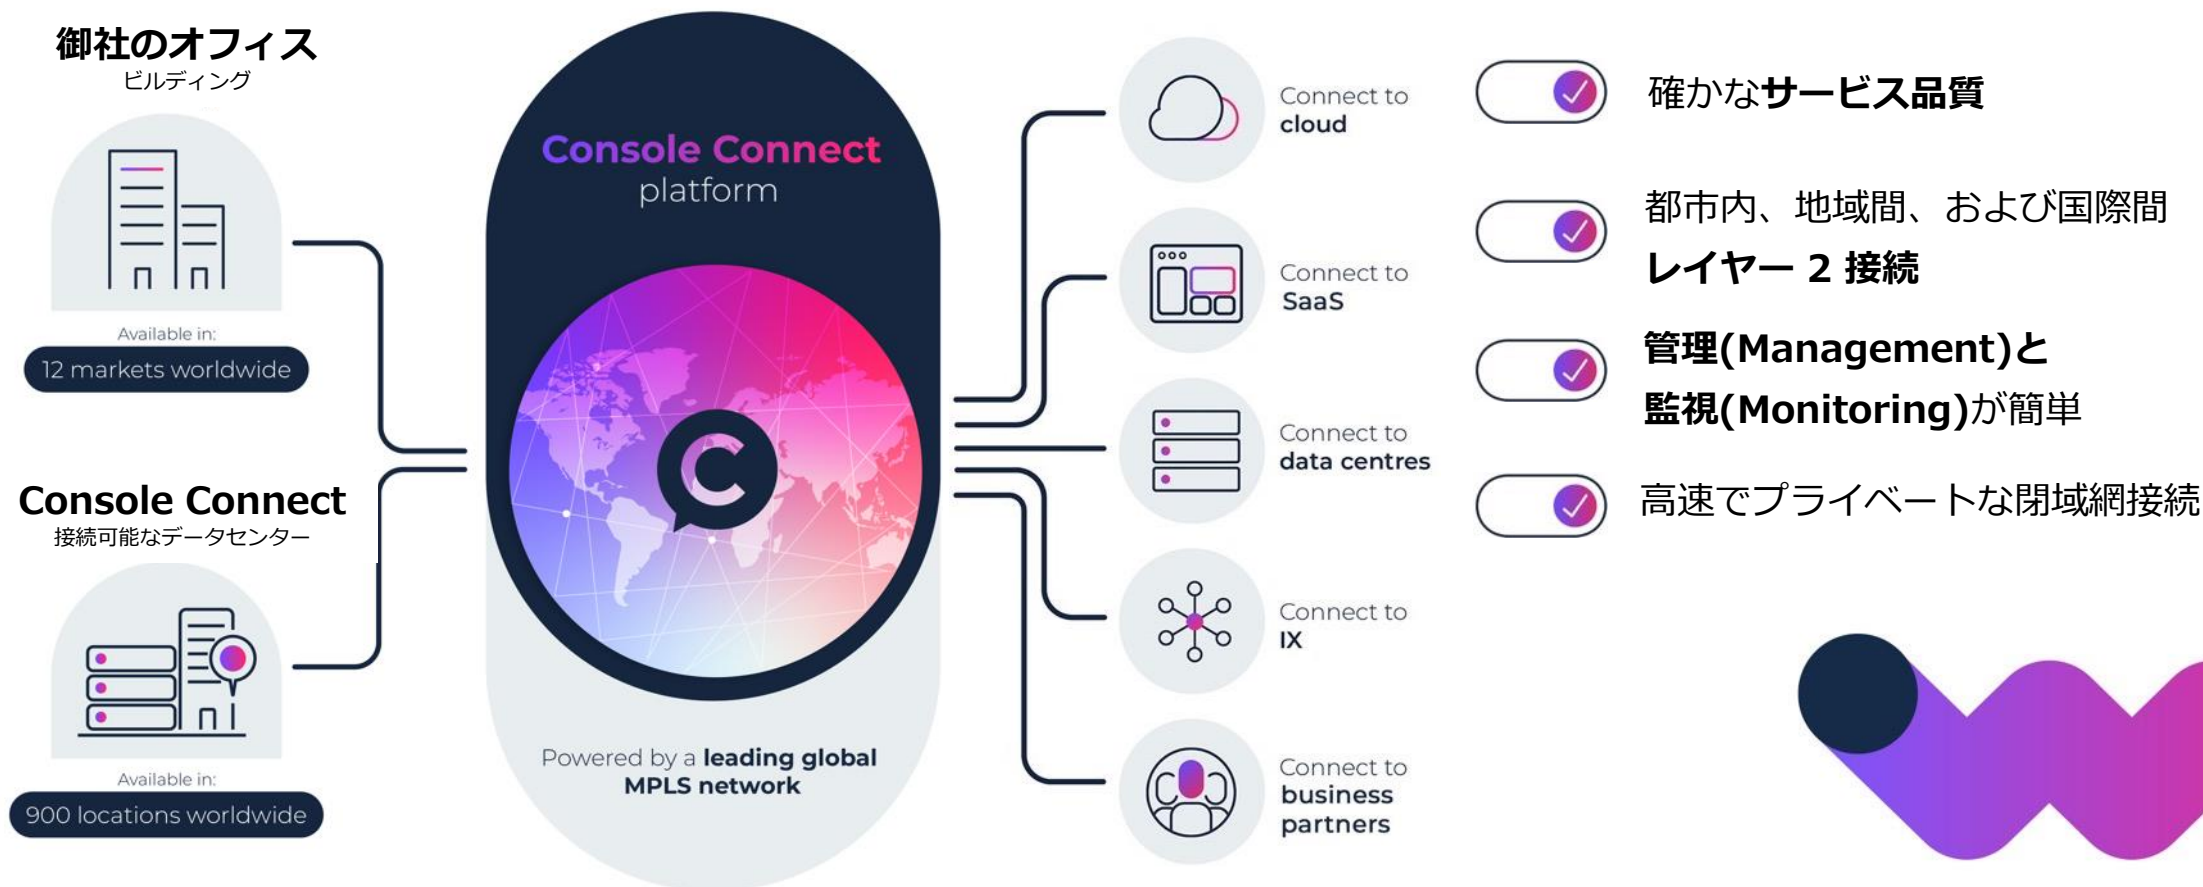 御社のオフィス
ビルディング
Available in:
12 markets worldwide
Console Connect
接続可能なデータセンター
Available in:
900 locations worldwide
Console Connect
platform
C
Powered by a leading global
MPLS network
Connect to
cloud
Connect to
SaaS
Connect to
data centres
Connect to
IX
Connect to
business
partners
確かなサービス品質
都市内、地域間、および国際間
レイヤー 2 接続
管理(Management)と
監視(Monitoring)が簡単
高速でプライベートな閉域網接続